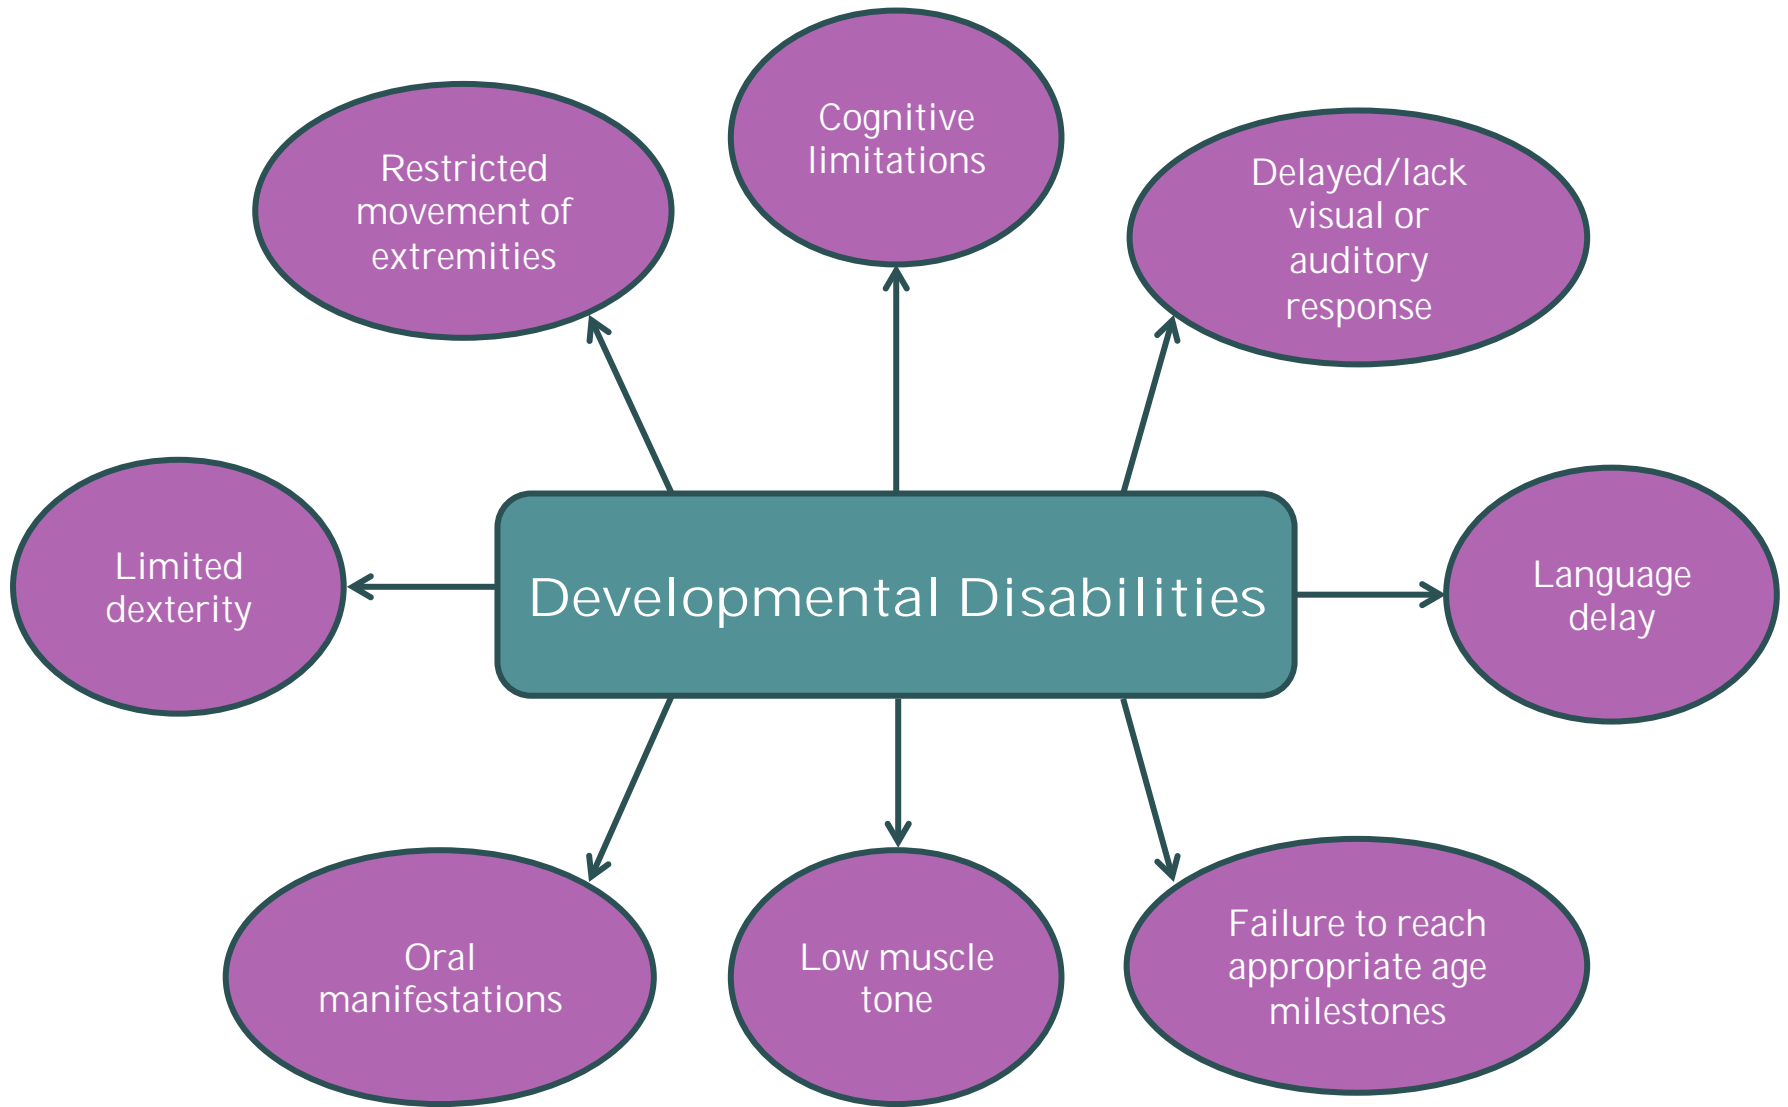 Cognitive
limitations
Restricted
movement of
extremities
Delayed/lack
visual or
auditory
response
Limited
dexterity
Developmental Disabilities
Language
delay
Oral
manifestations
Low muscle
tone
Failure to reach
appropriate age
milestones